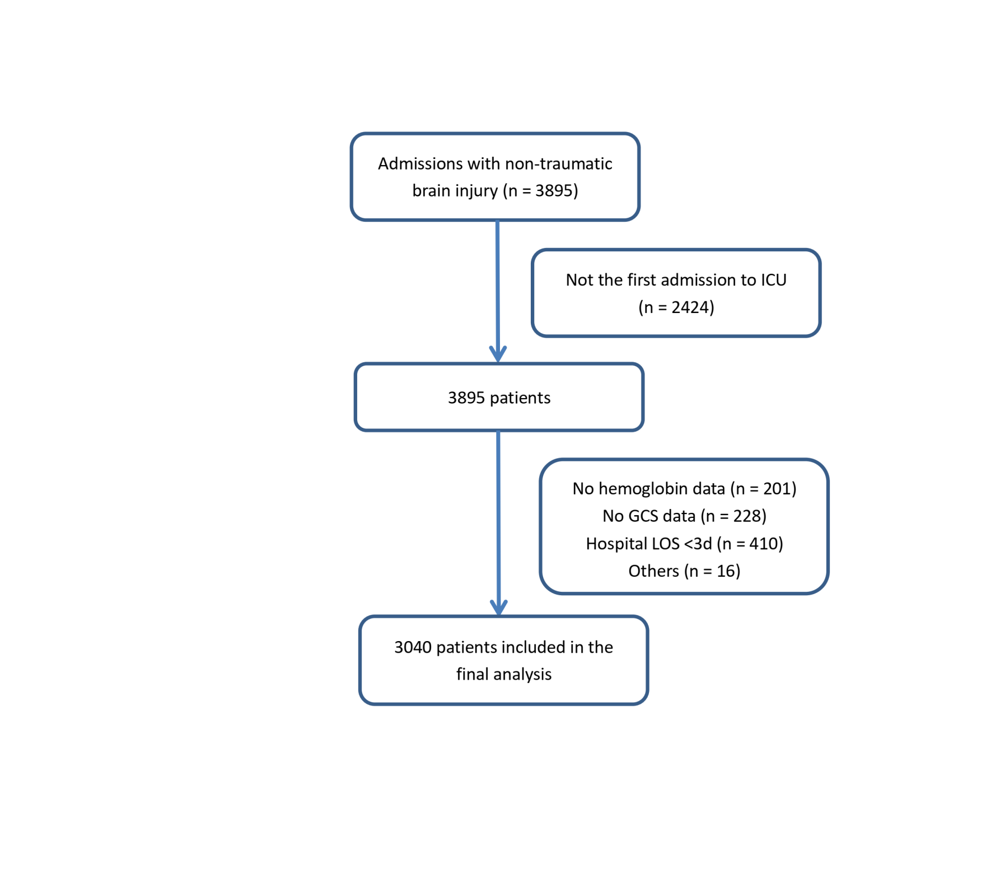 Admissions with non-traumatic
brain injury (n = 3895)
Not the first admission to ICU
(n = 2424)
3895 patients
No hemoglobin data (n = 201)
No GCS data (n = 228)
Hospital LOS <3d (n = 410)
Others (n = 16)
3040 patients included in the
final analysis